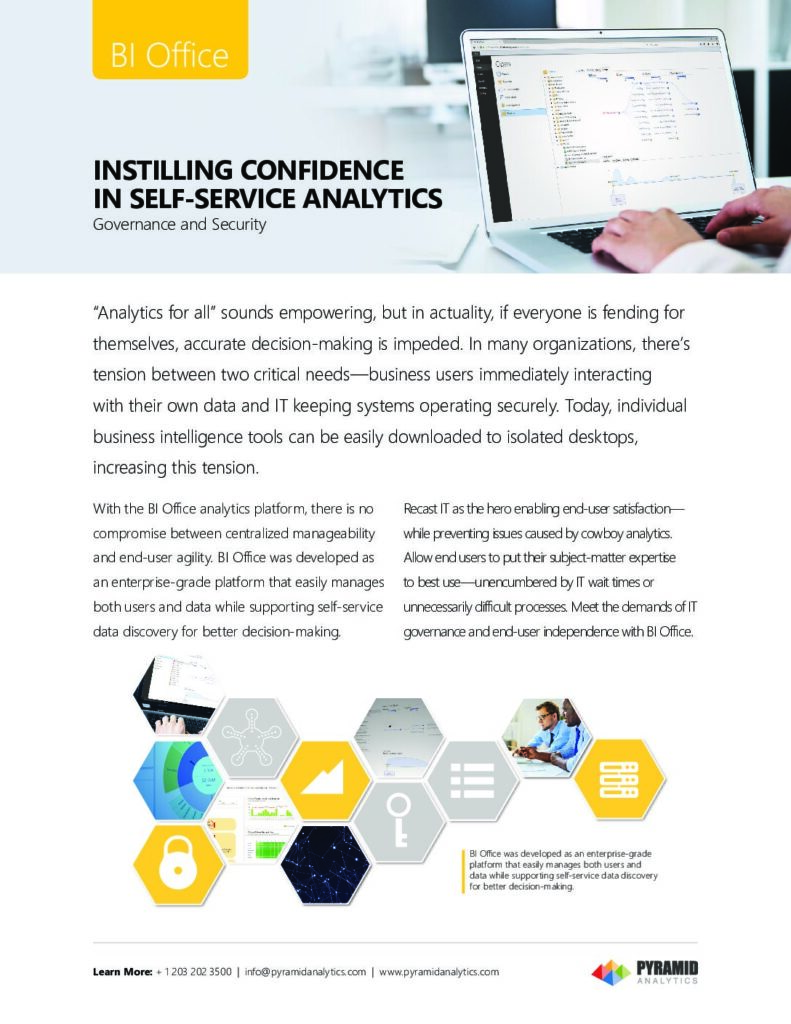 BI Office
Open
INSTILLING CONFIDENCE
IN SELF-SERVICE ANALYTICS
Governance and Security
“Analytics for all” sounds empowering, but in actuality, if everyone is fending for
themselves, accurate decision-making is impeded. In many organizations, there’s
tension between two critical needs—business users immediately interacting
with their own data and IT keeping systems operating securely. Today, individual
business intelligence tools can be easily downloaded to isolated desktops,
increasing this tension.
With the BI Office analytics platform, there is no
compromise between centralized manageability
and end-user agility. BI Office was developed as
an enterprise-grade platform that easily manages
both users and data while supporting self-service
data discovery for better decision-making.
Recast IT as the hero enabling end-user satisfaction—
while preventing issues caused by cowboy analytics.
Allow end users to put their subject-matter expertise
to best use—unencumbered by IT wait times or
unnecessarily difficult processes. Meet the demands of IT
governance and end-user independence with BI Office.
BI Office was developed as an enterprise-grade
platform that easily manages both users and
data while supporting self-service data discovery
for better decision-making.
Learn More: + 1 203 202 3500 | info@pyramidanalytics.com | www.pyramidanalytics.com
PYRAMID
ANALYTICS